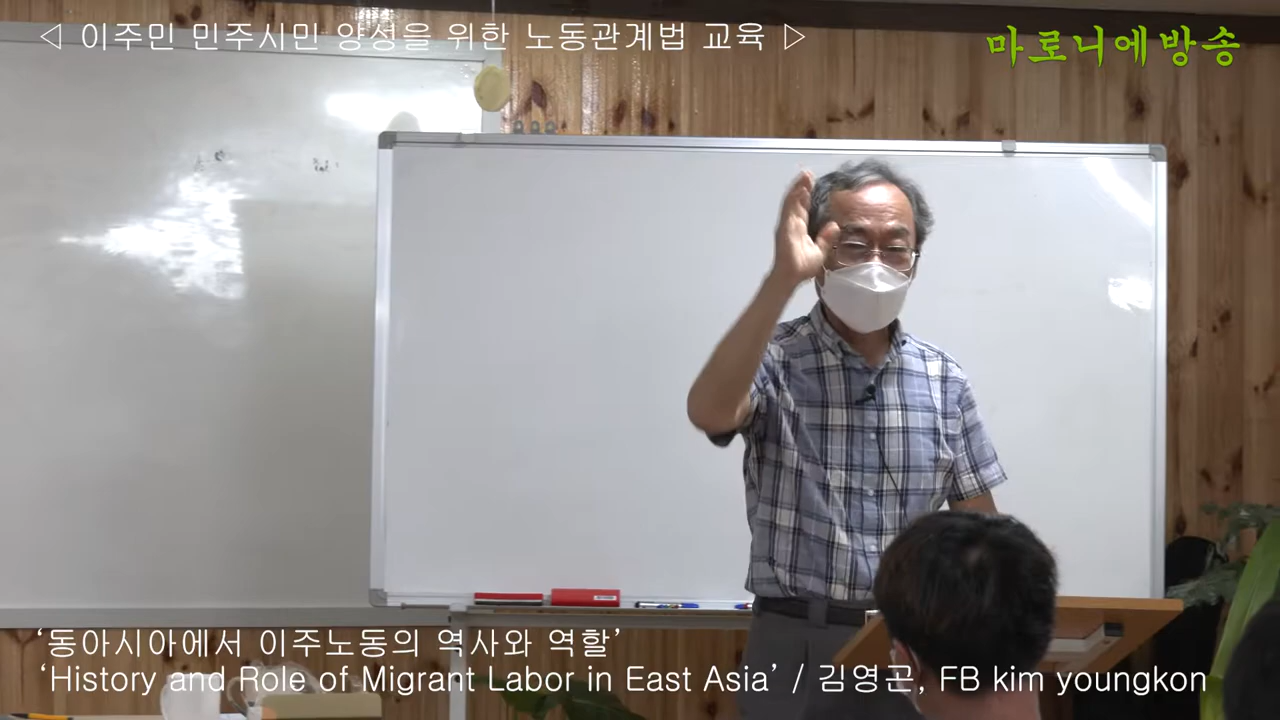 ◁ 이주민 민주시민 양성을 위한 노동관계법 교육 ▷
마로니에방송
‘동아시아에서 이주노동의 역사와 역할’
‘History and Role of Migrant Labor in East Asia’ / 김영곤, FB kim youngkon